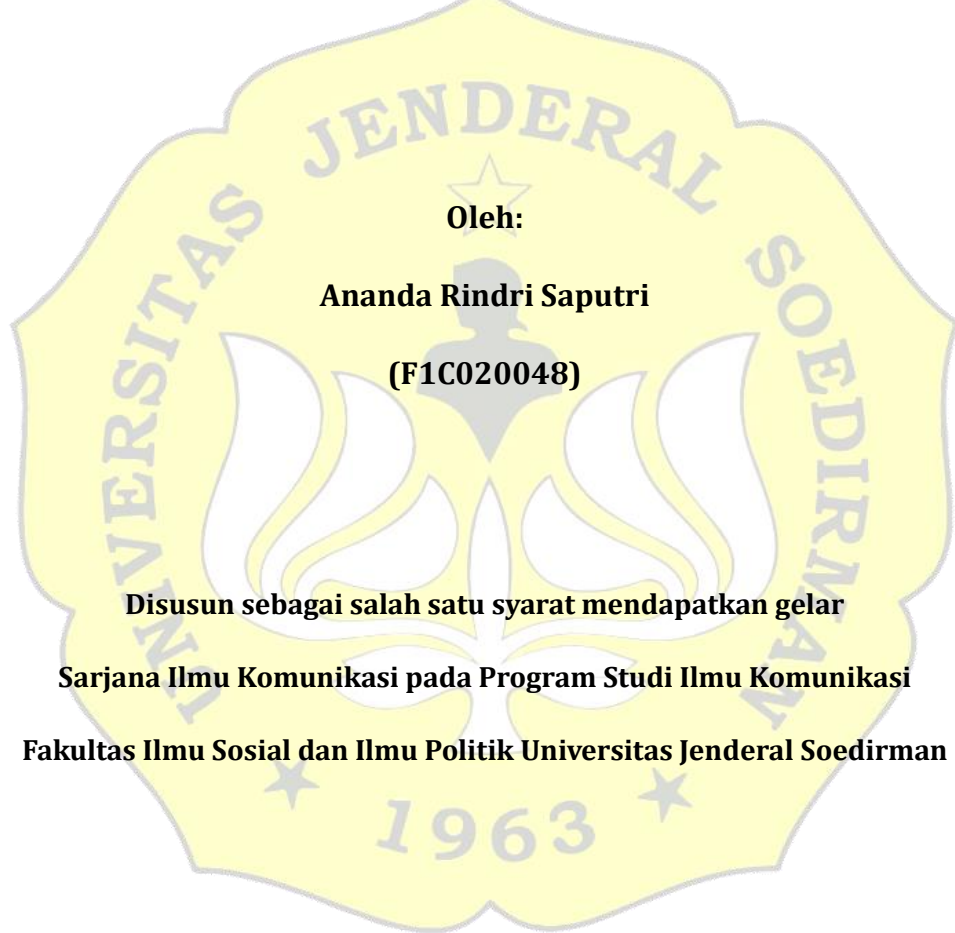 UNIVERSITAS JENDERAL SOEDIRMAN
Oleh:
Ananda Rindri Saputri
(F1C020048)
Disusun sebagai salah satu syarat mendapatkan gelar
Sarjana Ilmu Komunikasi pada Program Studi Ilmu Komunikasi
Fakultas Ilmu Sosial dan Ilmu Politik Universitas Jenderal Soedirman
1963